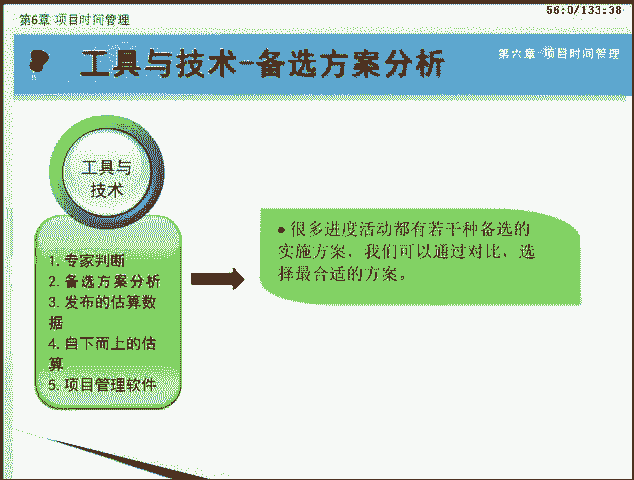 56:0/133:38
第6章 项目时间管理
工具与技术-备选方案分析
第六章 项目时间管理
工具与
技术
1. 专家判断
2. 备选方案分析
3. 发布的估算数
据
4. 自下而上的估
算
5. 项目管理软件
● 很多进度活动都有若干种备选的
实施方案，我们可以通过对比，选
择最合适的方案。